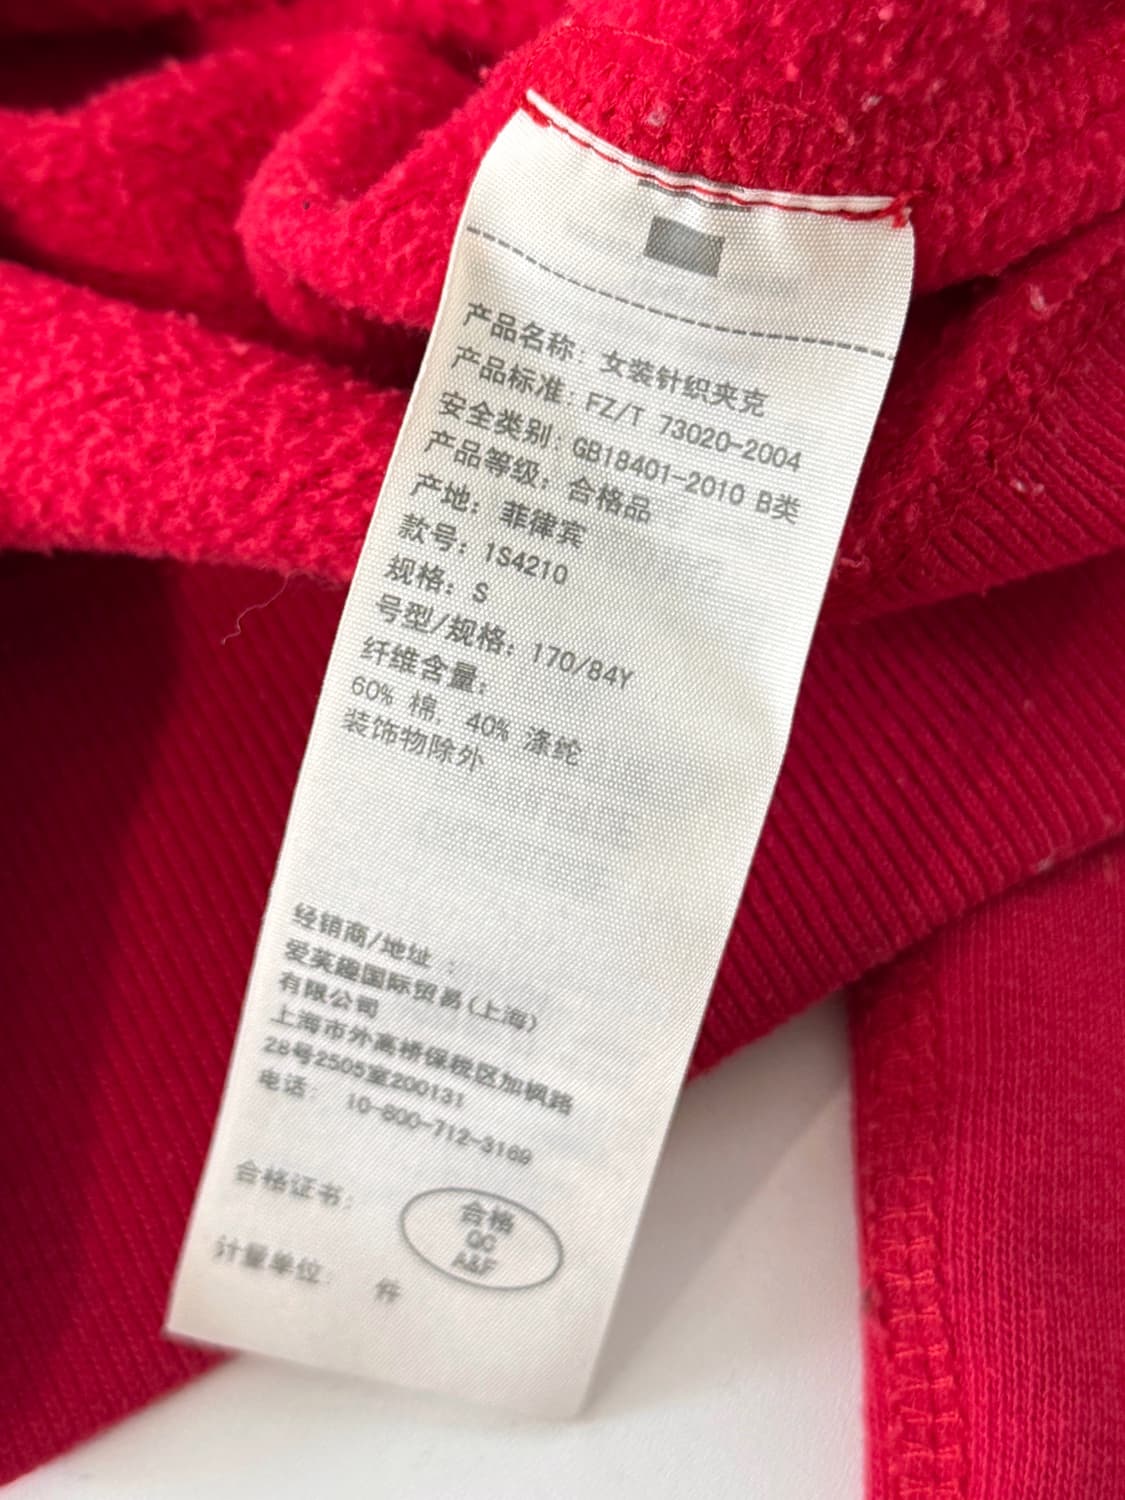 产品名称: 女装针织夹克
产品标准: FZ/T 73020-2004
安全类别: GB18401-2010 B类
产品等级: 合格品
产地: 菲律宾
款号: 1S4210
规格: S
号型/规格: 170/84Y
纤维含量:
60% 棉, 40% 涤纶
装饰物除外
经销商/地址 :
爱芙趣国际贸易(上海)
有限公司
上海市外高桥保税区加枫路
28号2505室200131
电话: 10-800-712-3169
合格证书:
合格
QC
A&F
计量单位: 件